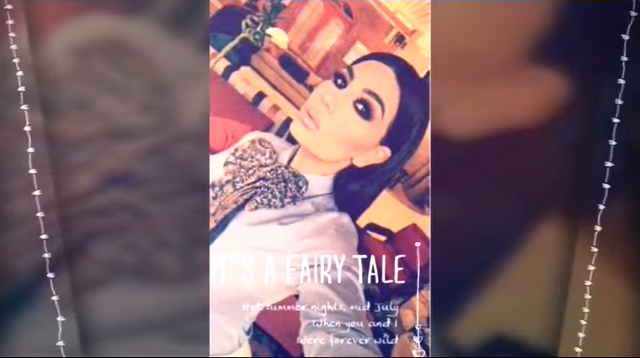 IT'S A FAIRY TALE
Hot summer nights, mid July
When you and I
Were forever wild